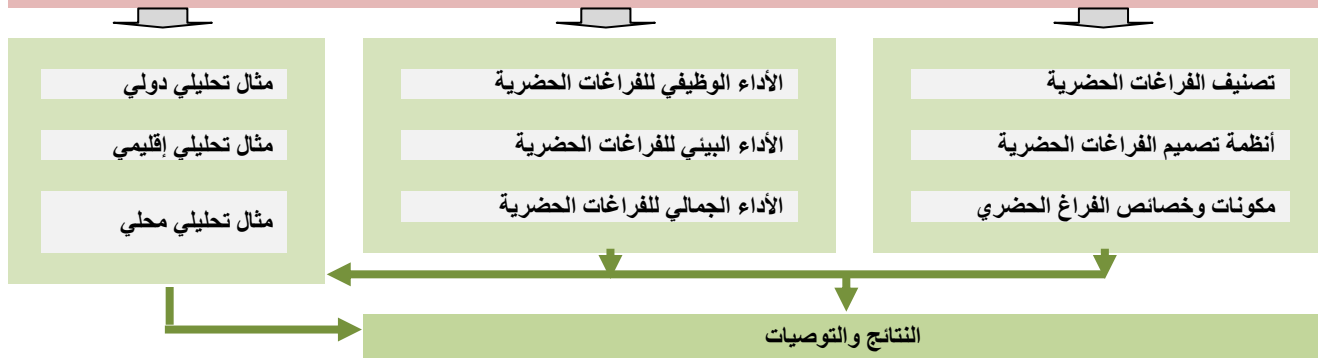 تصنيف الفراغات الحضرية
أنظمة تصميم الفراغات الحضرية
مكونات وخصائص الفراغ الحضري
الأداء الوظيفي للفراغات الحضرية
الأداء البيئي للفراغات الحضرية
الأداء الجمالي للفراغات الحضرية
مثال تحليلي دولي
مثال تحليلي إقليمي
مثال تحليلي محلي
النتائج والتوصيات